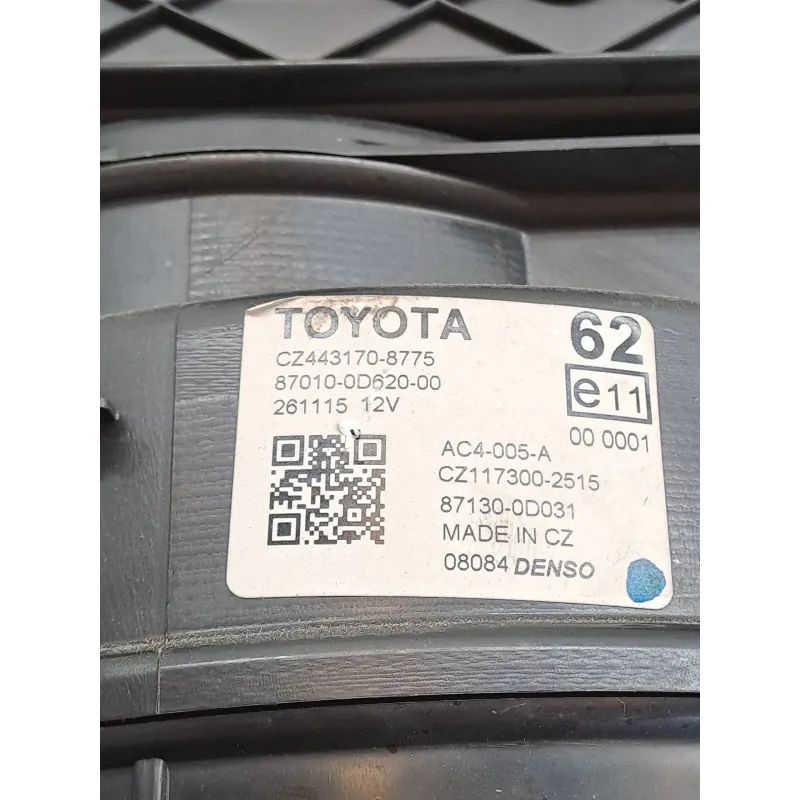 TOYOTA 62
CZ443170-8775
87010-0D620-00
e11
261115 12V
00 0001
AC4-005-A
CZ117300-2515
87130-0D031
MADE IN CZ
08084 DENSO